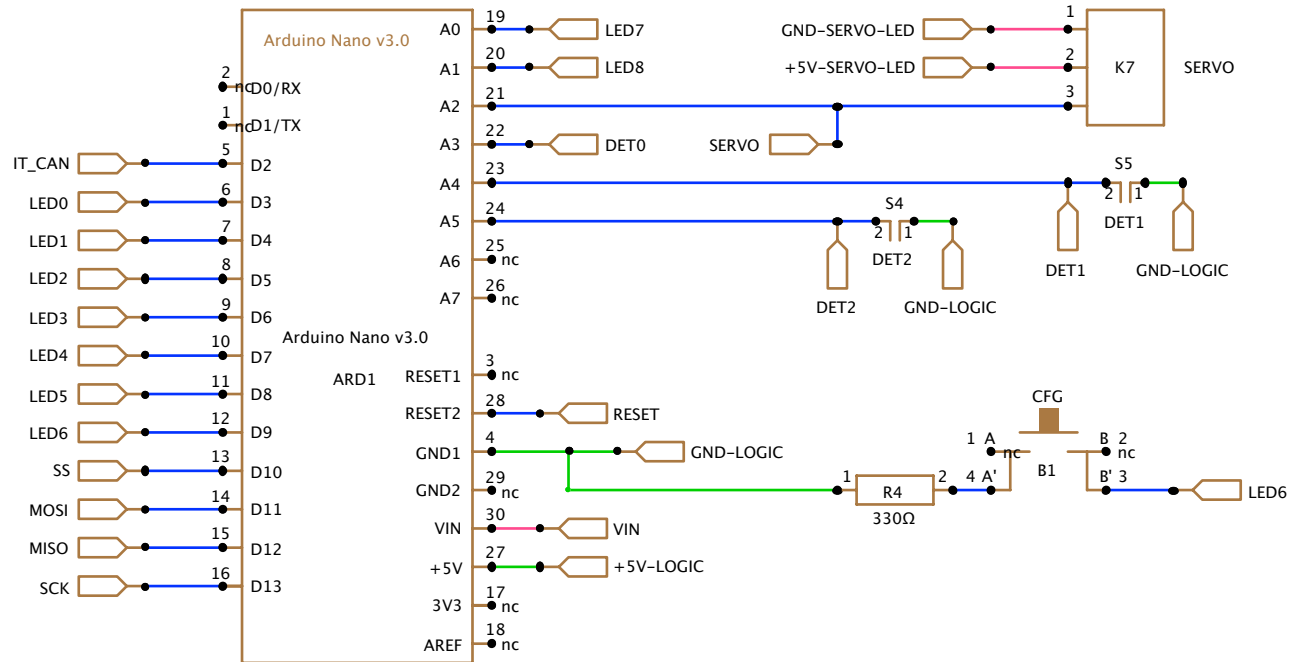 Arduino Nano v3.0
2
nc
D0/RX
1
nc
D1/TX
IT_CAN
5
D2
LED0
6
D3
LED1
7
D4
LED2
8
D5
LED3
9
D6
LED4
10
D7
LED5
11
D8
LED6
12
D9
SS
13
D10
MOSI
14
D11
MISO
15
D12
SCK
16
D13
Arduino Nano v3.0
ARD1
A0
19
LED7
A1
20
LED8
A2
21
SERVO
A3
22
DET0
A4
23
A5
24
A6
25
nc
A7
26
nc
RESET1
3
nc
RESET2
28
RESET
GND1
4
GND-LOGIC
GND2
29
nc
VIN
30
VIN
+5V
27
+5V-LOGIC
3V3
17
nc
AREF
18
nc
GND-SERVO-LED
1
+5V-SERVO-LED
2
3
K7
SERVO
S5
2
1
DET1
DET1
GND-LOGIC
S4
2
1
DET2
DET2
GND-LOGIC
1
R4
2
330Ω
CFG
1
A
nc
B
2
nc
B1
4
A'
B'
3
LED6